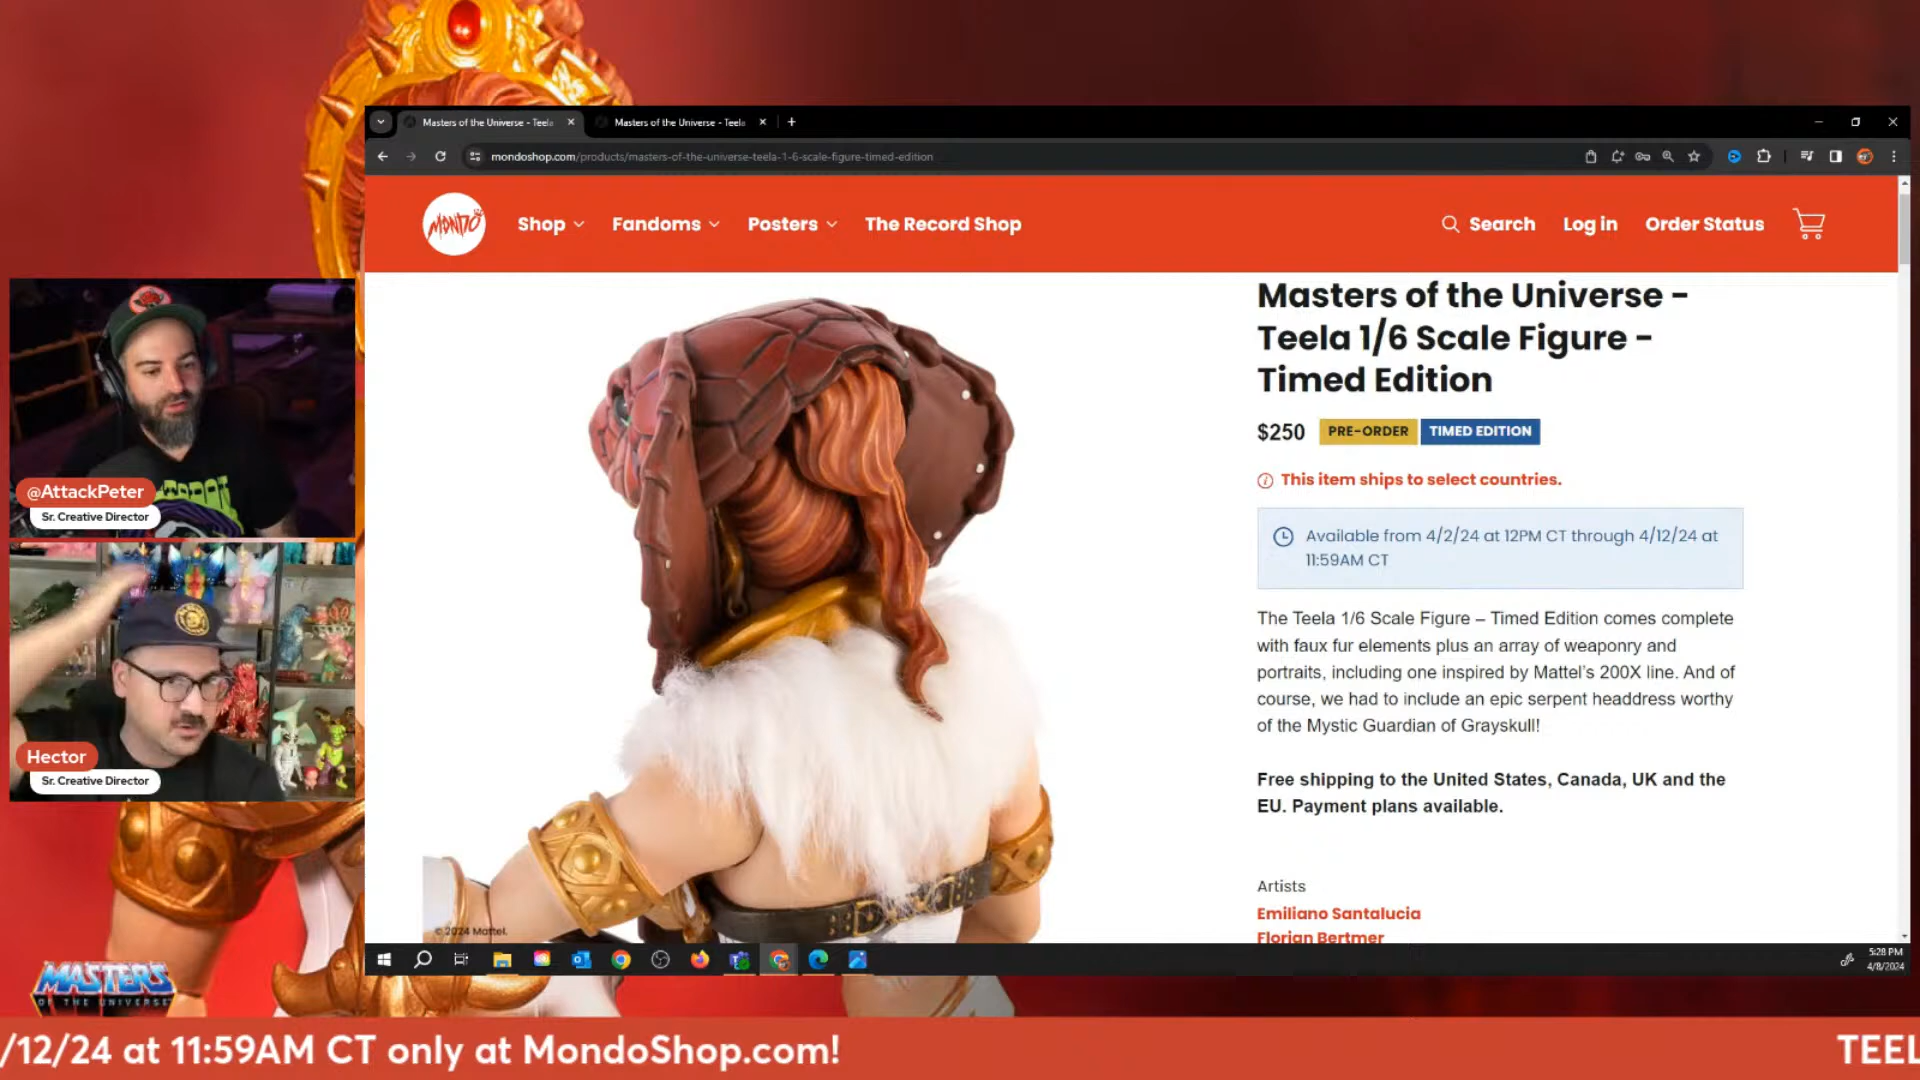 Masters of the Universe - Teela
Masters of the Universe - Teela
mondoshop.com/products/masters-of-the-universe-teela-1-6-scale-figure-timed-edition
MONDO
Shop
Fandoms
Posters
The Record Shop
Search
Log in
Order Status
Masters of the Universe -
Teela 1/6 Scale Figure -
Timed Edition
$250
PRE-ORDER
TIMED EDITION
This item ships to select countries.
Available from 4/2/24 at 12PM CT through 4/12/24 at
11:59AM CT
The Teela 1/6 Scale Figure – Timed Edition comes complete
with faux fur elements plus an array of weaponry and
portraits, including one inspired by Mattel's 200X line. And of
course, we had to include an epic serpent headdress worthy
of the Mystic Guardian of Grayskull!
Free shipping to the United States, Canada, UK and the
EU. Payment plans available.
Artists
Emiliano Santalucia
Florian Bertmer
© 2024 Mattel.
@AttackPeter
Sr. Creative Director
Hector
Sr. Creative Director
5:28 PM
4/8/2024
MASTERS
OF THE UNIVERSE
/12/24 at 11:59AM CT only at MondoShop.com!
TEEL